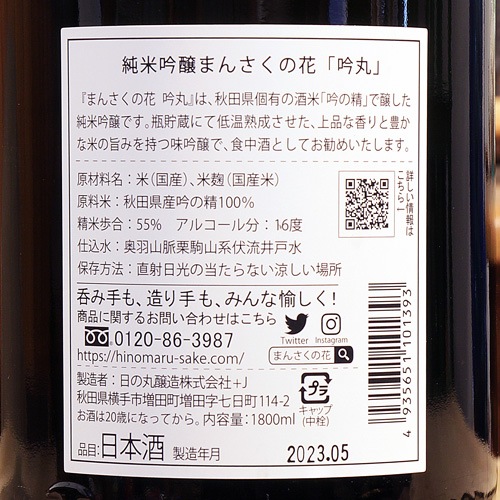 純米吟醸まんさくの花「吟丸」
『まんさくの花 吟丸』は、秋田県個有の酒米「吟の精」で醸した
純米吟醸です。瓶貯蔵にて低温熟成させた、上品な香りと豊か
な米の旨みを持つ味吟醸で、食中酒としてお勧めいたします。
原材料名：米（国産）、米麹（国産米）
原料米：秋田県産吟の精100％
精米歩合：55％　アルコール分：16度
仕込水：奥羽山脈栗駒山系伏流井戸水
保存方法：直射日光の当たらない涼しい場所
詳しい情報は
こちら！
呑み手も、造り手も、みんな愉しく！
商品に関するお問い合わせはこちら
0120-86-3987
https://hinomaru-sake.com/
Twitter
Instagram
まんさくの花
製造者：日の丸醸造株式会社+J
秋田県横手市増田町増田字七日町114-2
お酒は20歳になってから。内容量：1800ml
プラ
キャップ
(中栓)
品目：日本酒　製造年月
2023.05
4 935651 101393